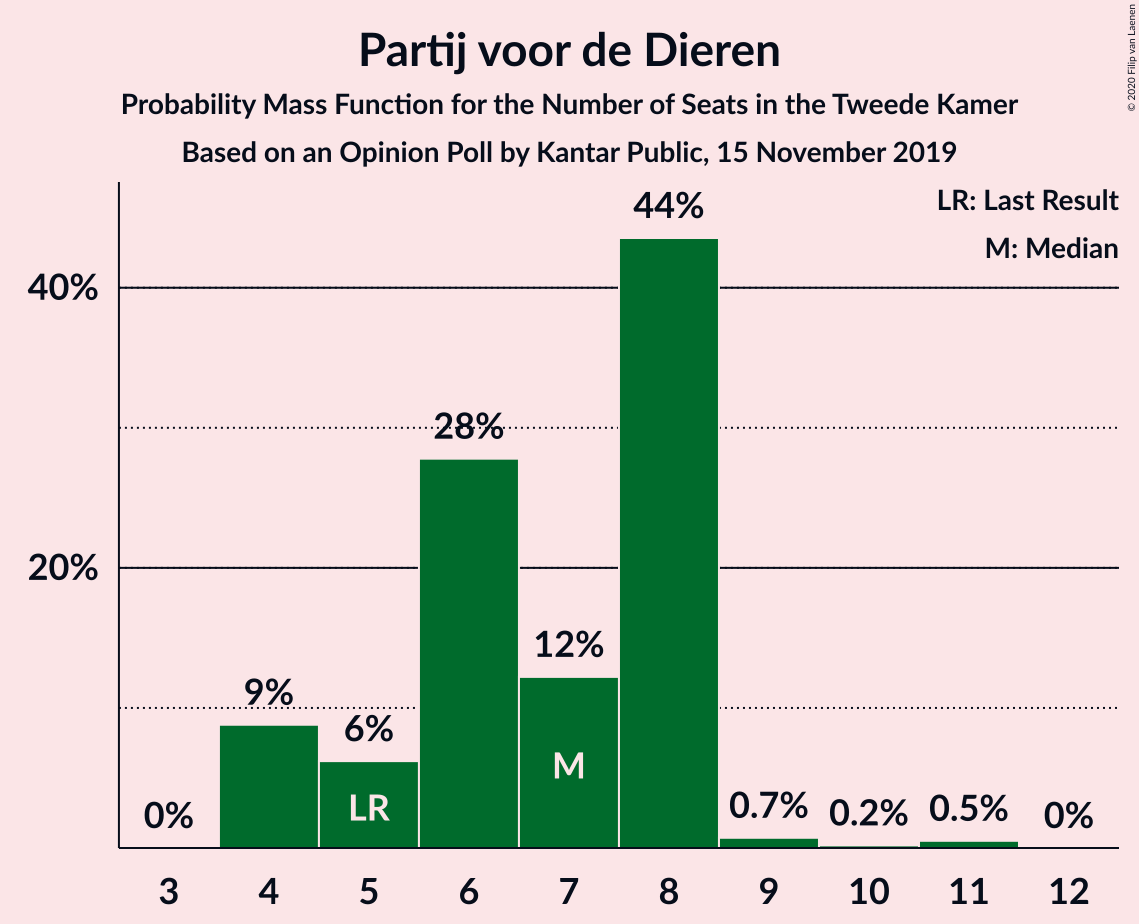 Partij voor de Dieren
Probability Mass Function for the Number of Seats in the Tweede Kamer
Based on an Opinion Poll by Kantar Public, 15 November 2019
© 2020 Filip van Laenen
LR: Last Result
M: Median
40%
20%
0%
9%
6%
28%
12%
44%
0.7%
0.2%
0.5%
0%
LR
M
3 4 5 6 7 8 9 10 11 12